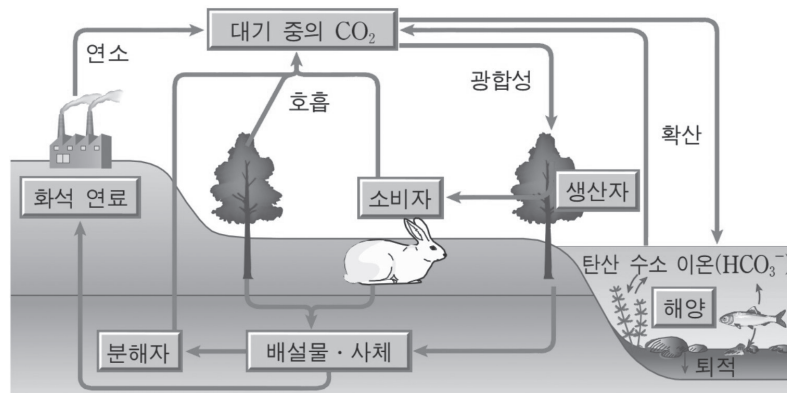 대기 중의 CO₂
연소
호흡
광합성
확산
화석 연료
소비자
생산자
탄산 수소 이온(HCO₃⁻)
해양
분해자
배설물·사체
퇴적